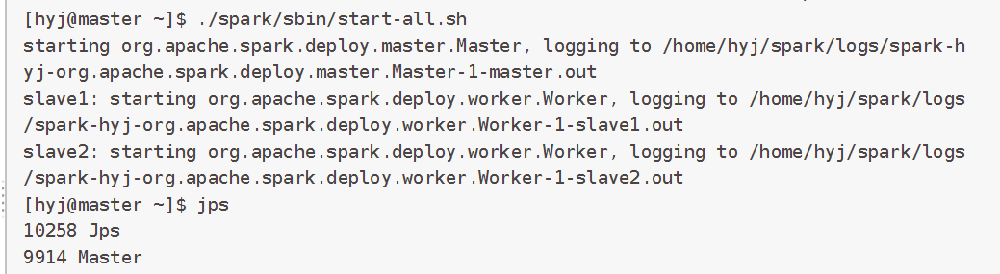 [hyj@master ~]$ ./spark/sbin/start-all.sh
starting org.apache.spark.deploy.master.Master, logging to /home/hyj/spark/logs/spark-h
yj-org.apache.spark.deploy.master.Master-1-master.out
slave1: starting org.apache.spark.deploy.worker.Worker, logging to /home/hyj/spark/logs
/spark-hyj-org.apache.spark.deploy.worker.Worker-1-slave1.out
slave2: starting org.apache.spark.deploy.worker.Worker, logging to /home/hyj/spark/logs
/spark-hyj-org.apache.spark.deploy.worker.Worker-1-slave2.out
[hyj@master ~]$ jps
10258 Jps
9914 Master